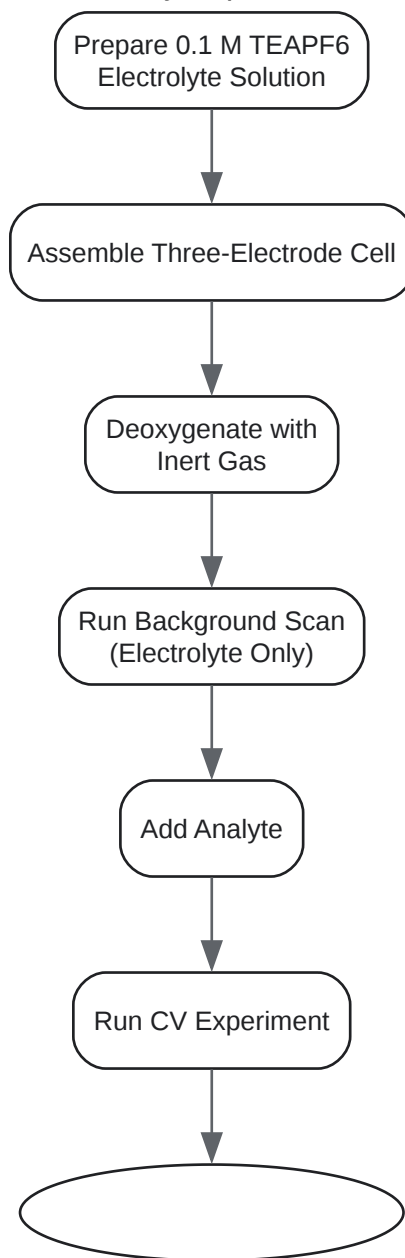 Prepare 0.1 M TEAPF6
Electrolyte Solution
Assemble Three-Electrode Cell
Deoxygenate with
Inert Gas
Run Background Scan
(Electrolyte Only)
Add Analyte
Run CV Experiment